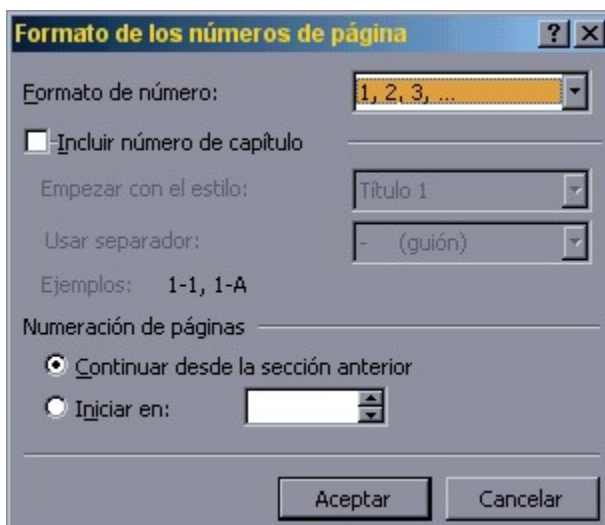 Formato de los números de página
Formato de número: 1, 2, 3, ...
Incluir número de capítulo
Empezar con el estilo: Título 1
Usar separador: - (guión)
Ejemplos: 1-1, 1-A
Numeración de páginas
Continuar desde la sección anterior
Iniciar en:
Aceptar Cancelar